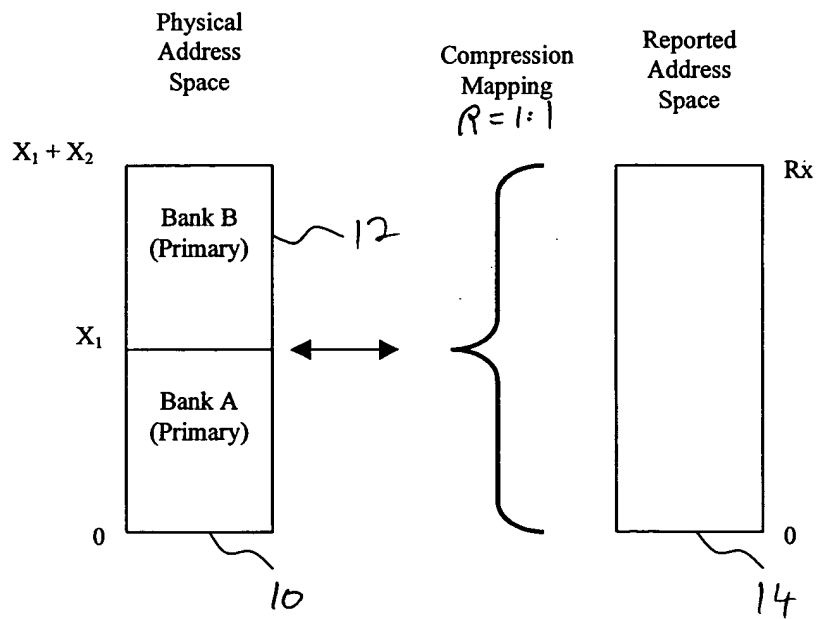 Physical
Address
Space
Compression
Mapping
R = 1:1
Reported
Address
Space
X₁ + X₂
Rx
Bank B
(Primary)
12
X₁
Bank A
(Primary)
0
0
10
14